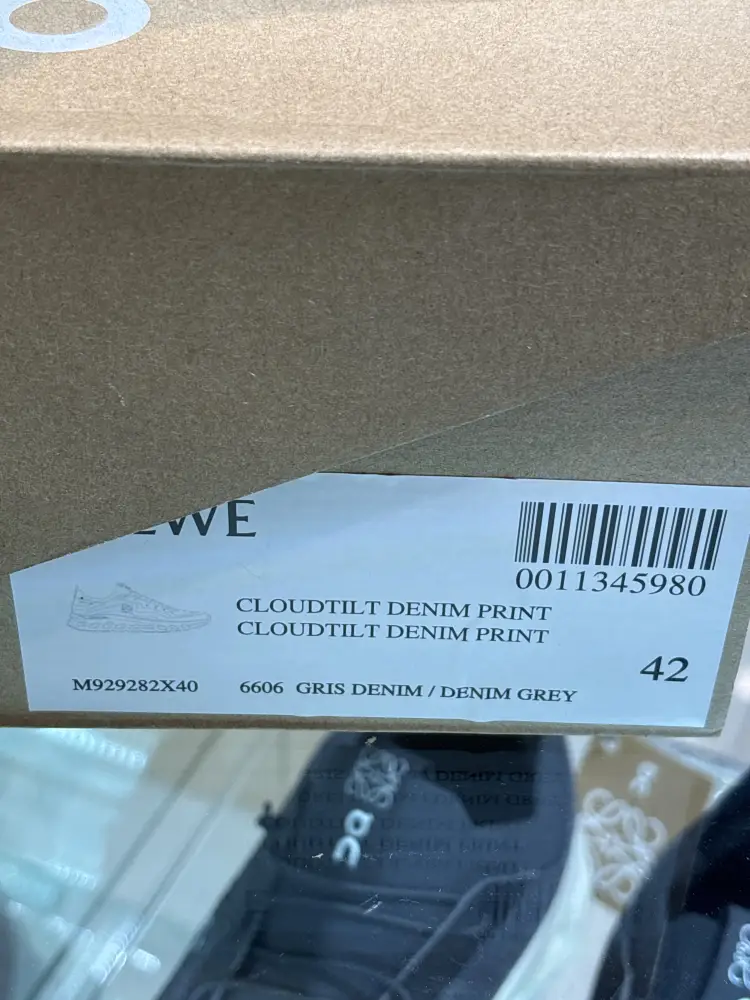 EWE
0011345980
CLOUDTILT DENIM PRINT
CLOUDTILT DENIM PRINT
42
M929282X40 6606 GRIS DENIM / DENIM GREY